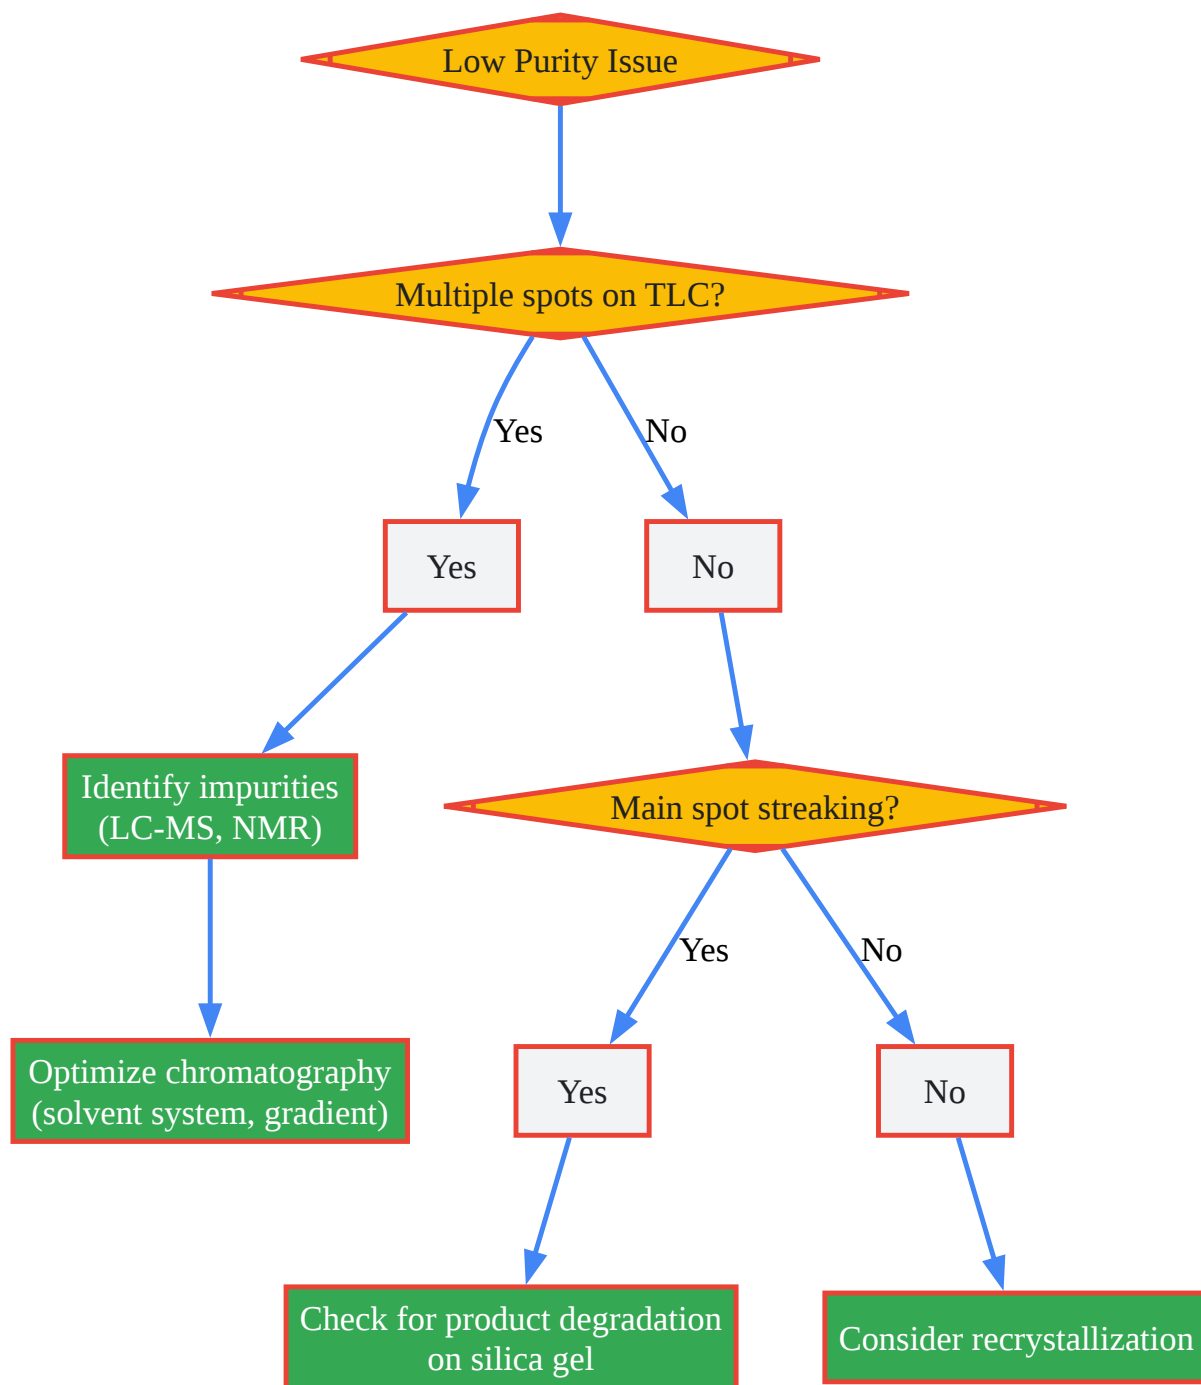 Low Purity Issue
Multiple spots on TLC?
Yes
No
Yes
No
Identify impurities
(LC-MS, NMR)
Main spot streaking?
Yes
No
Optimize chromatography
(solvent system, gradient)
Yes
No
Check for product degradation
on silica gel
Consider recrystallization